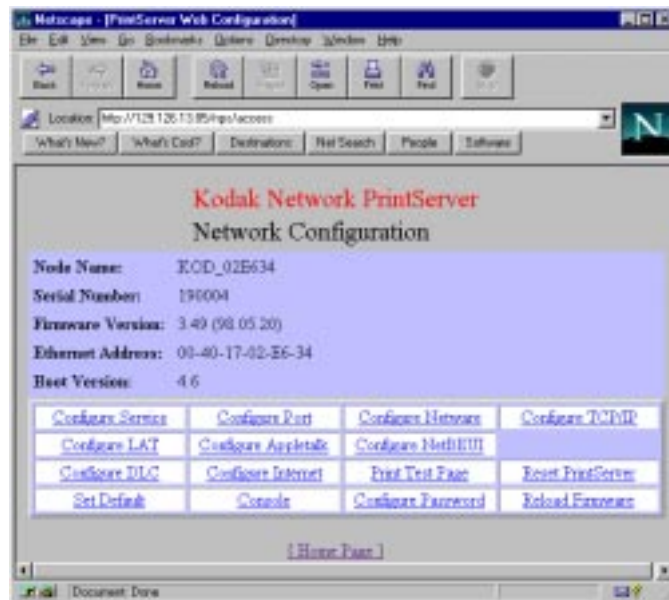 Netscape - [PrintServer Web Configuration]
File Edit View Go Bookmarks Options Directory Window Help
Back Forward Home Reload Images Open Print Find Stop
Location: http://129.126.13.85/nps/access
What's New? What's Cool? Destinations Net Search People Software
N
Kodak Network PrintServer
Network Configuration
Node Name: KOD_02E634
Serial Number: 190004
Firmware Version: 3.49 (98.05.20)
Ethernet Address: 00-40-17-02-E6-34
Boot Version: 4.6
Configure Service Configure Port Configure Netware Configure TCP/IP
Configure LAT Configure Appletalk Configure NetBEUI
Configure DLC Configure Internet Print Test Page Reset PrintServer
Set Default Console Configure Password Reload Firmware
[ Home Page ]
Document: Done